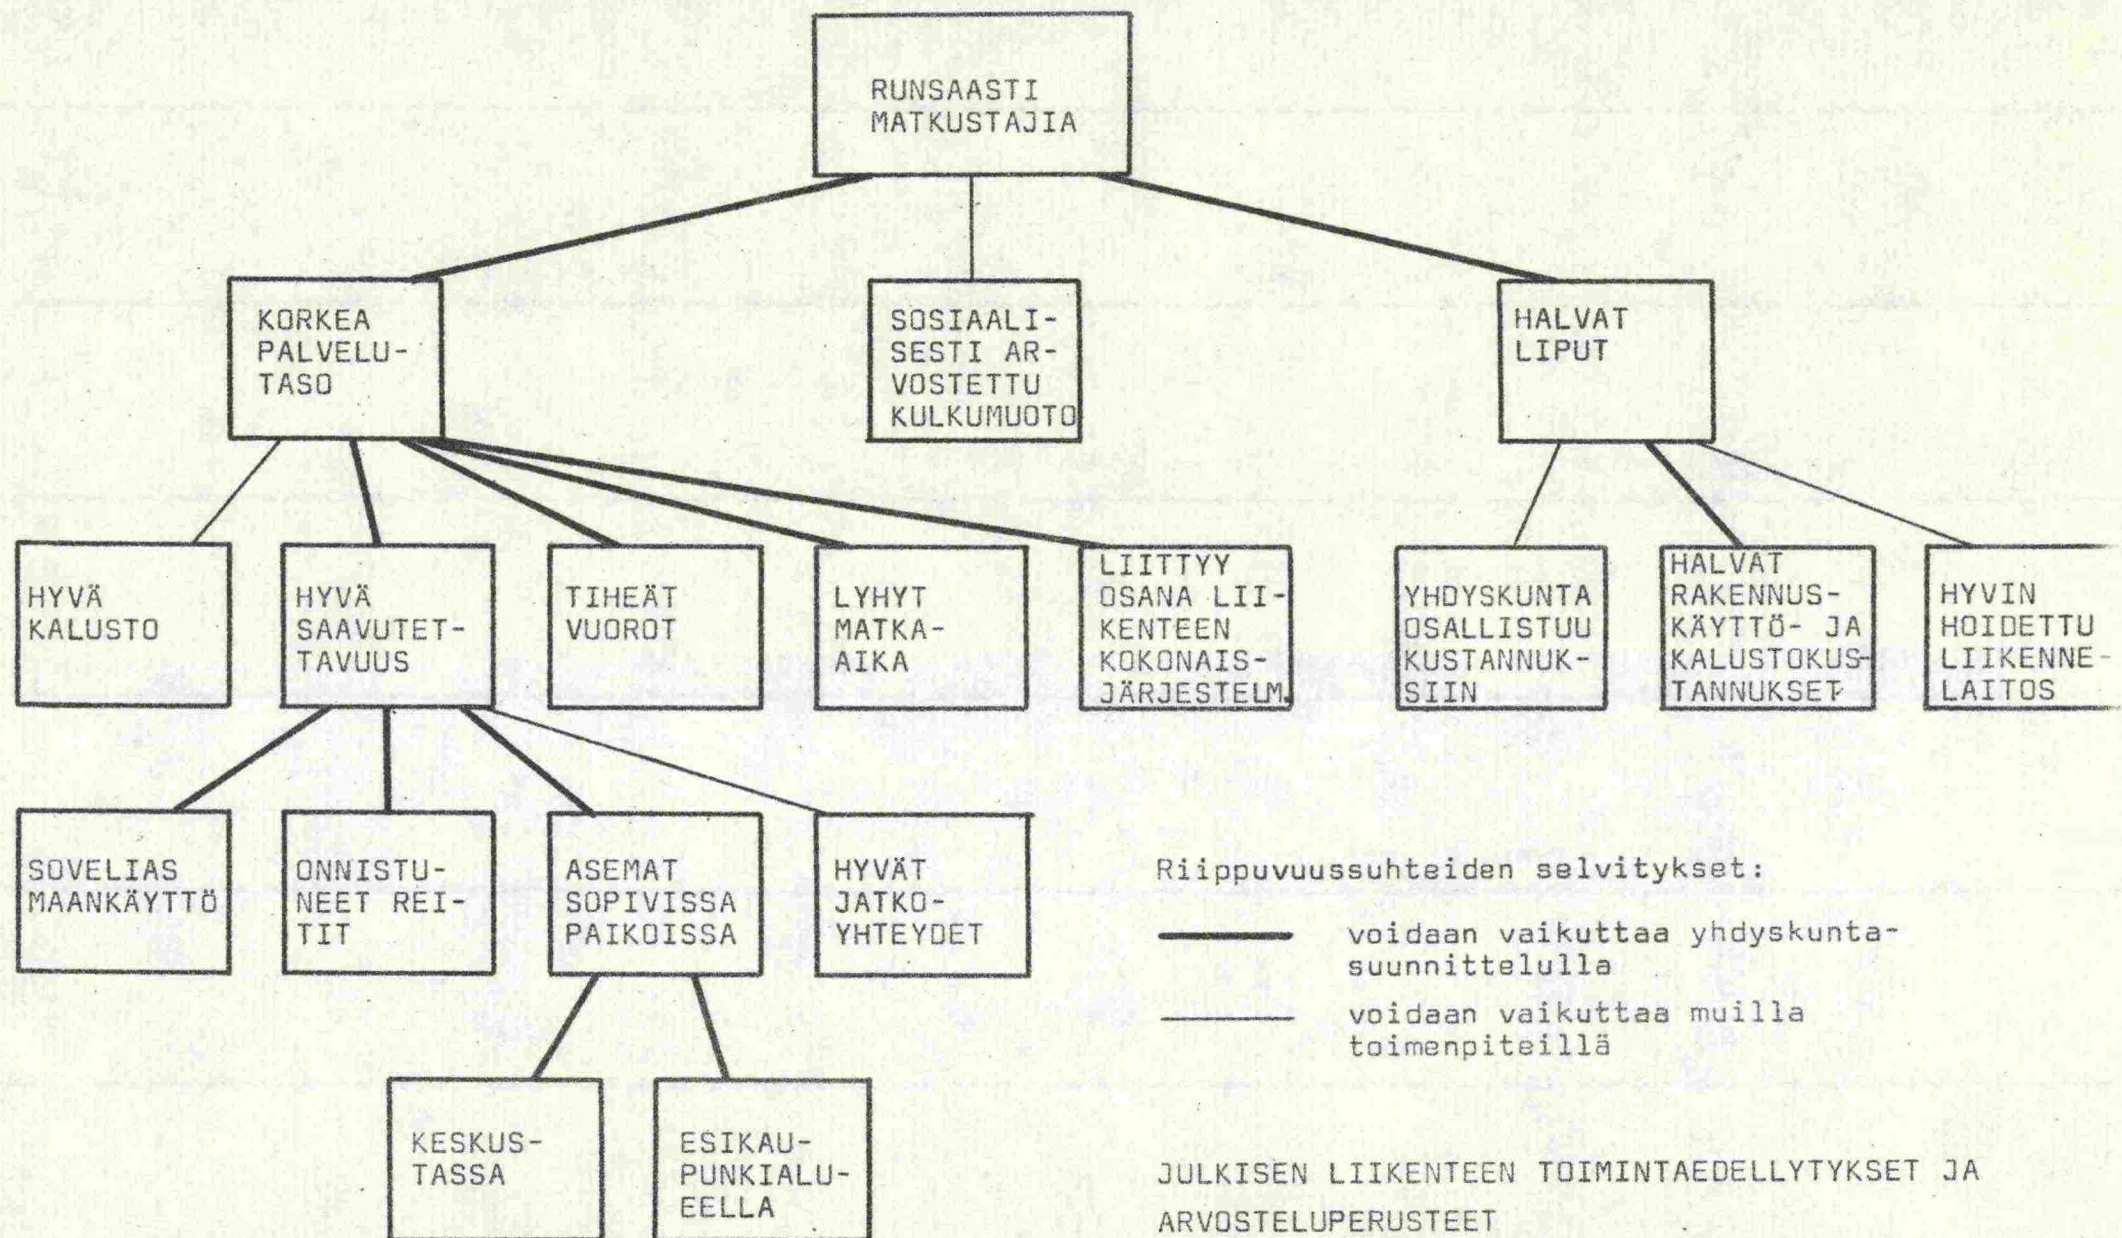 RUNSAASTI
MATKUSTAJIA
KORKEA
PALVELU-
TASO
SOSIAALI-
SESTI AR-
VOSTETTU
KULKUMUOTO
HALVAT
LIPUT
HYVÄ
KALUSTO
HYVÄ
SAAVUTET-
TAVUUS
TIHEÄT
VUOROT
LYHYT
MATKA-
AIKA
LIITTYY
OSANA LII-
KENTEEN
KOKONAIS-
JÄRJESTELM.
YHDYSKUNTA
OSALLISTUU
KUSTANNUK-
SIIN
HALVAT
RAKENNUS-
KÄYTTÖ- JA
KALUSTOKUS-
TANNUKSET
HYVIN
HOIDETTU
LIIKENNE-
LAITOS
SOVELIAS
MAANKÄYTTÖ
ONNISTU-
NEET REI-
TIT
ASEMAT
SOPIVISSA
PAIKOISSA
HYVÄT
JATKO-
YHTEYDET
KESKUS-
TASSA
ESIKAU-
PUNKIALU-
EELLA
Riippuvuussuhteiden selvitykset:
voidaan vaikuttaa yhdyskunta-
suunnittelulla
voidaan vaikuttaa muilla
toimenpiteillä
JULKISEN LIIKENTEEN TOIMINTAEDELLYTYKSET JA
ARVOSTELUPERUSTEET